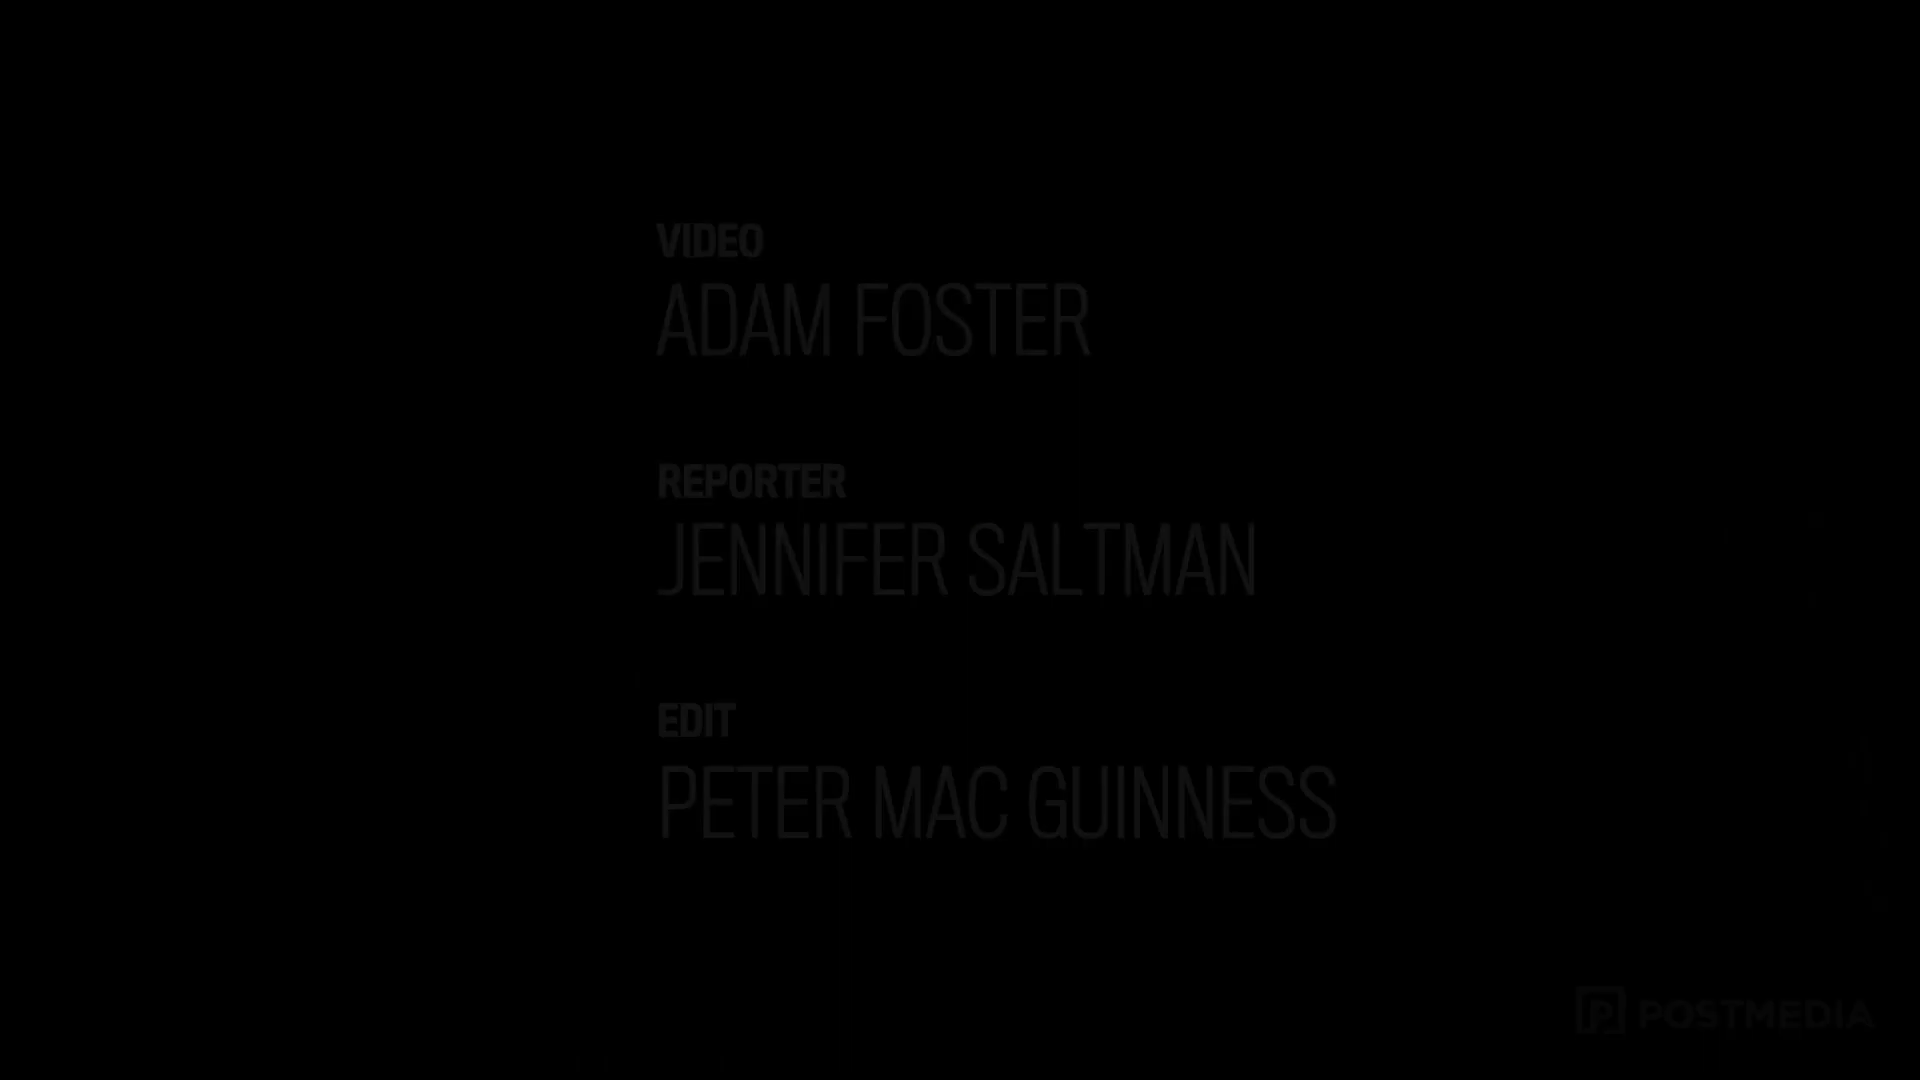 VIDEO
ADAM FOSTER
REPORTER
JENNIFER SALTMAN
EDIT
PETER MAC GUINNESS
POSTMEDIA